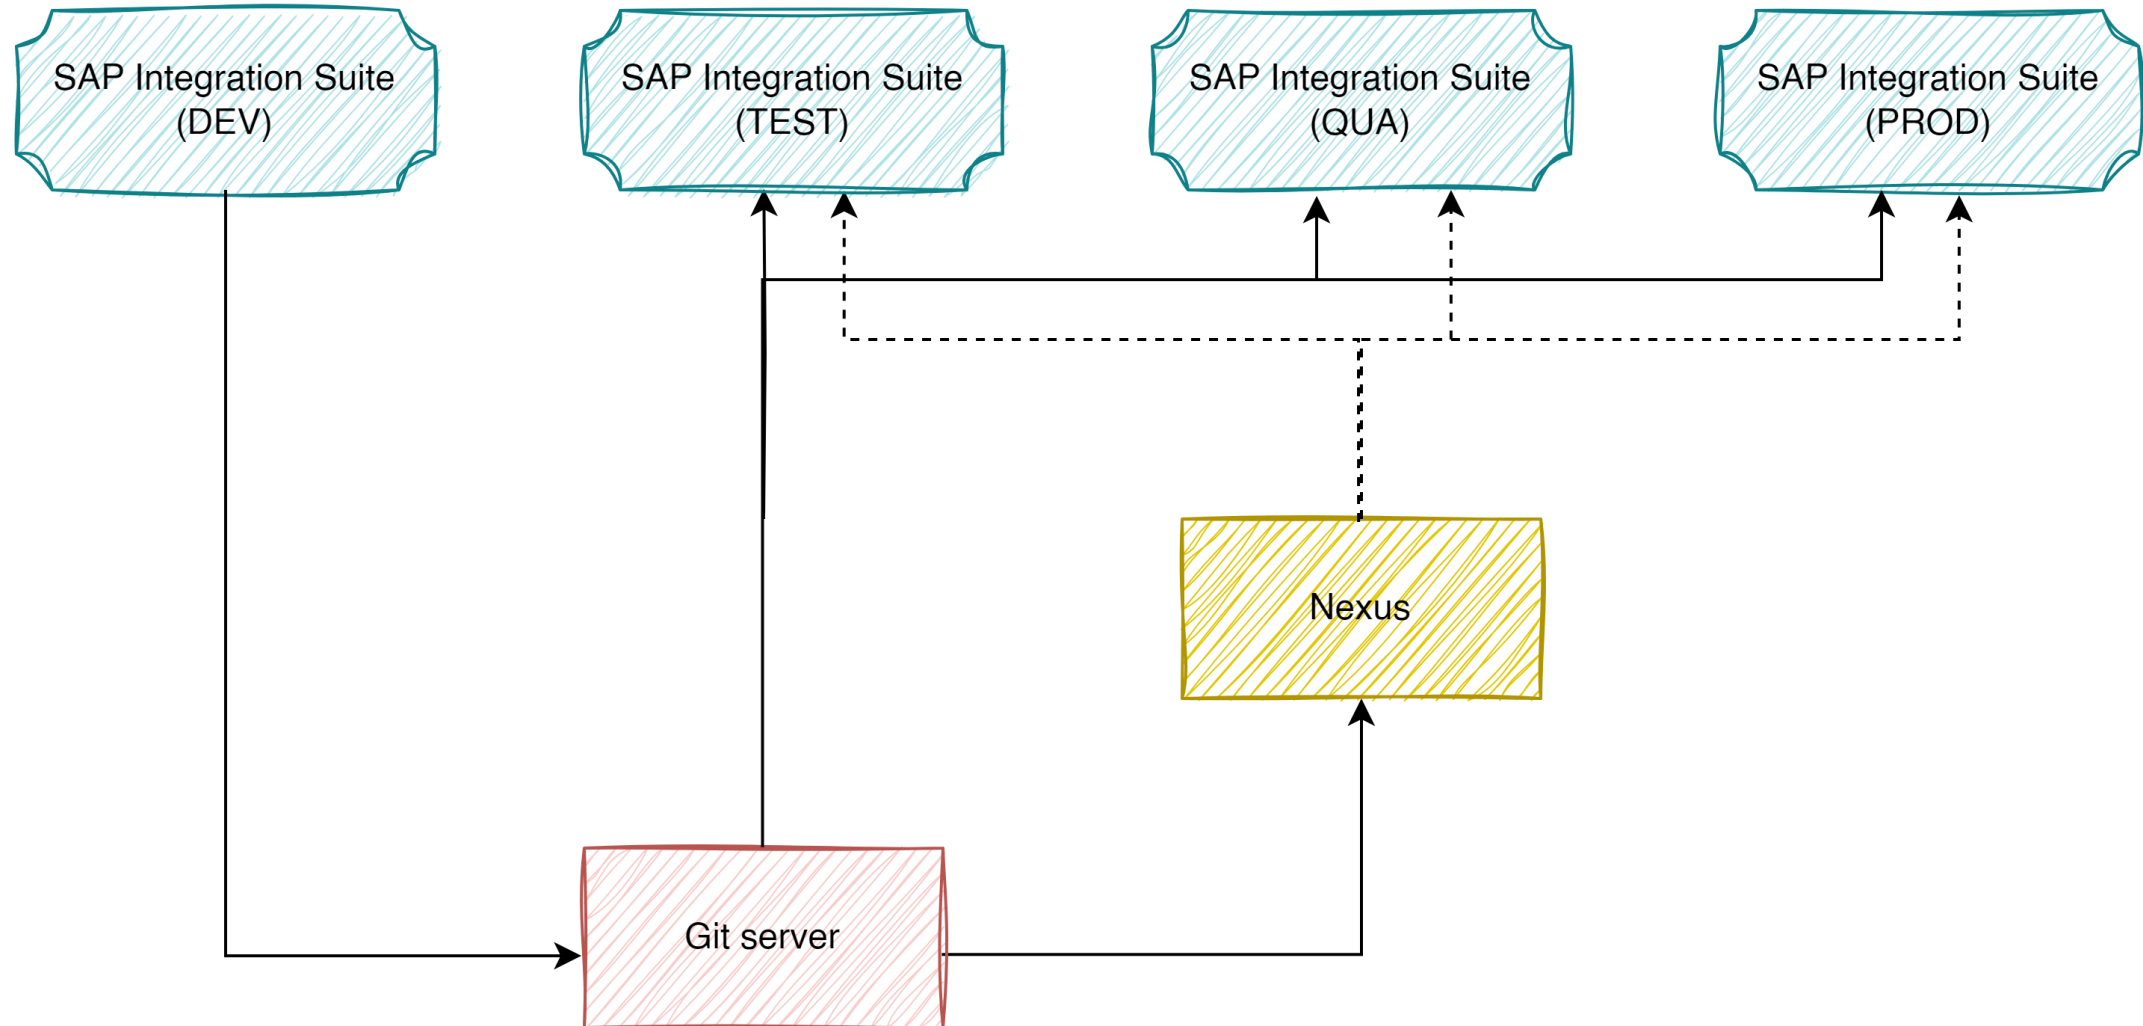 SAP Integration Suite
(DEV)
SAP Integration Suite
(TEST)
SAP Integration Suite
(QUA)
SAP Integration Suite
(PROD)
Nexus
Git server